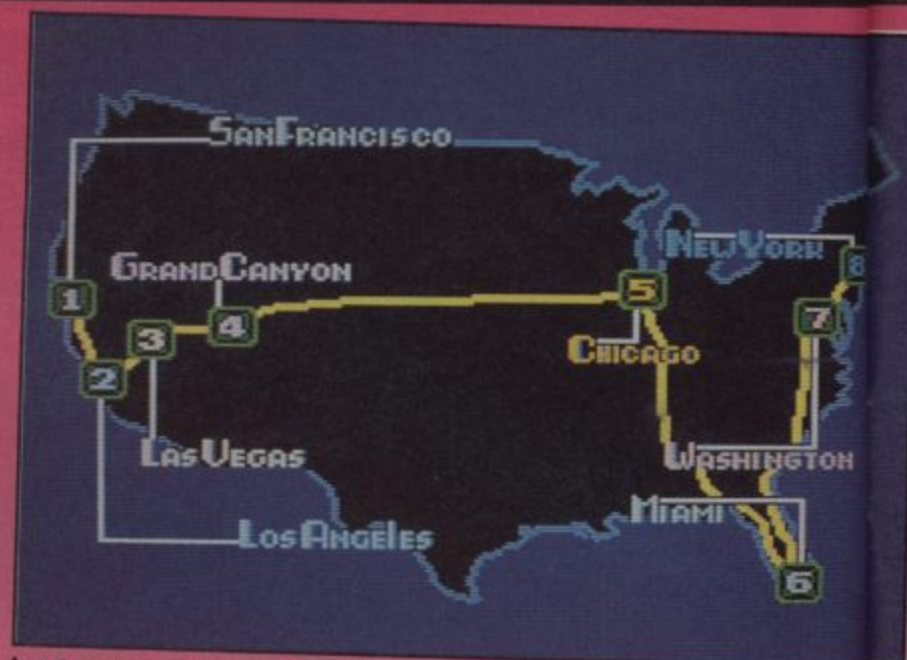 SANFRANCISCO
NEWYORK
8
GRANDCANYON
1
5
4
7
3
CHICAGO
2
LASVEGAS
WASHINGTON
MIAMI
LOSANGELES
6